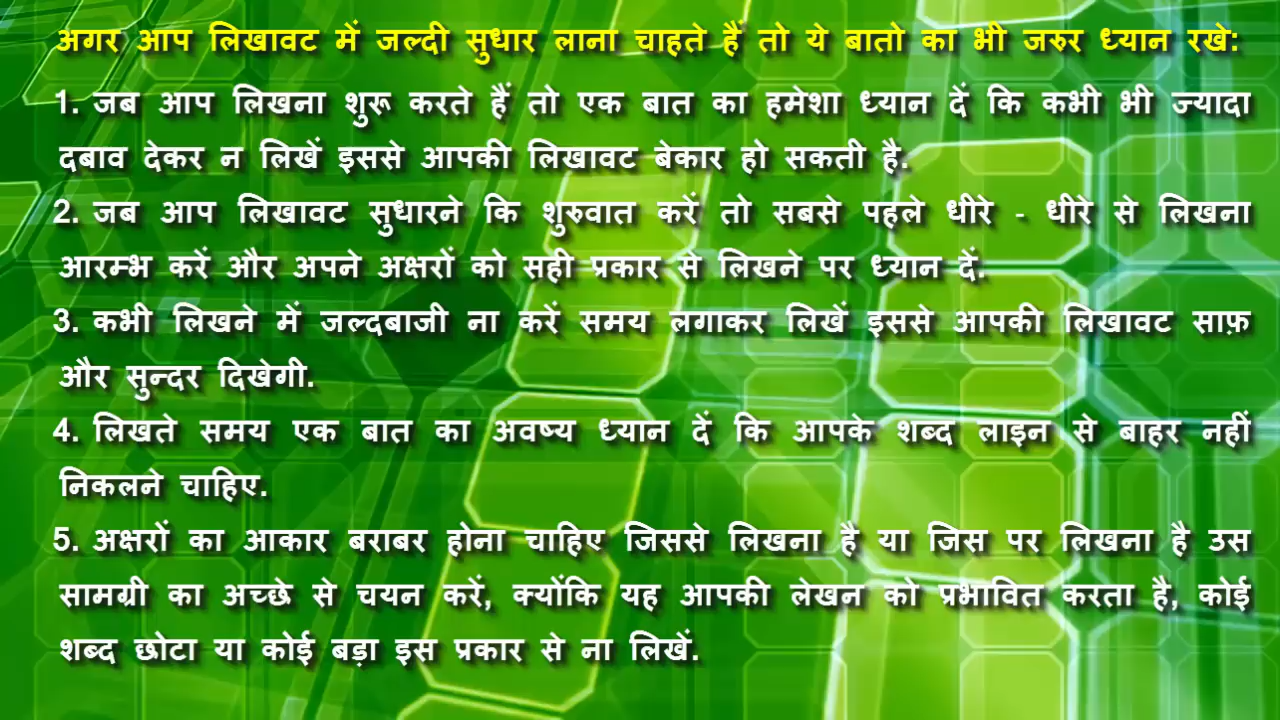 अगर आप लिखावट में जल्दी सुधार लाना चाहते हैं तो ये बातो का भी जरुर ध्यान रखे:
1. जब आप लिखना शुरू करते हैं तो एक बात का हमेशा ध्यान दें कि कभी भी ज्यादा
दबाव देकर न लिखें इससे आपकी लिखावट बेकार हो सकती है.
2. जब आप लिखावट सुधारने कि शुरुवात करें तो सबसे पहले धीरे - धीरे से लिखना
आरम्भ करें और अपने अक्षरों को सही प्रकार से लिखने पर ध्यान दें.
3. कभी लिखने में जल्दबाजी ना करें समय लगाकर लिखें इससे आपकी लिखावट साफ़
और सुन्दर दिखेगी.
4. लिखते समय एक बात का अवष्य ध्यान दें कि आपके शब्द लाइन से बाहर नहीं
निकलने चाहिए.
5. अक्षरों का आकार बराबर होना चाहिए जिससे लिखना है या जिस पर लिखना है उस
सामग्री का अच्छे से चयन करें, क्योंकि यह आपकी लेखन को प्रभावित करता है, कोई
शब्द छोटा या कोई बड़ा इस प्रकार से ना लिखें.